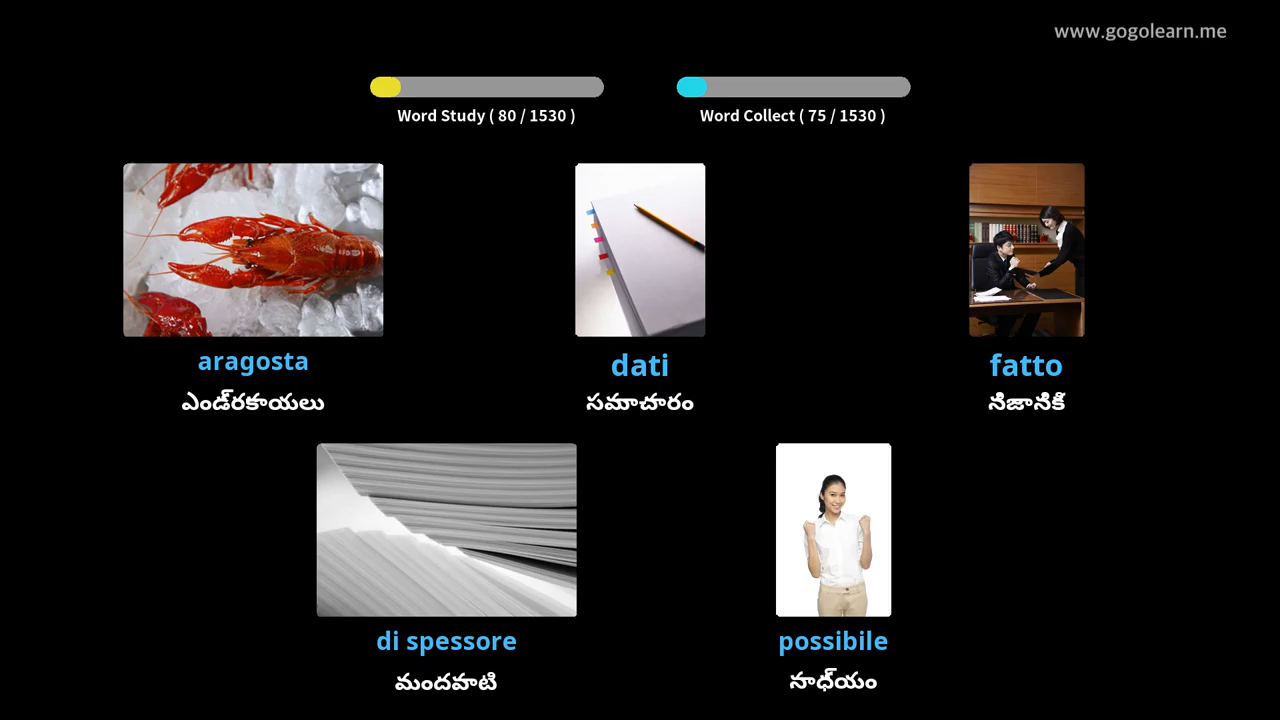 www.gogolearn.me
Word Study ( 80 / 1530 )
Word Collect ( 75 / 1530 )
aragosta
ఎండ్రకాయలు
dati
సమాచారం
fatto
నిజానికి
di spessore
మందపాటి
possibile
సాధ్యం